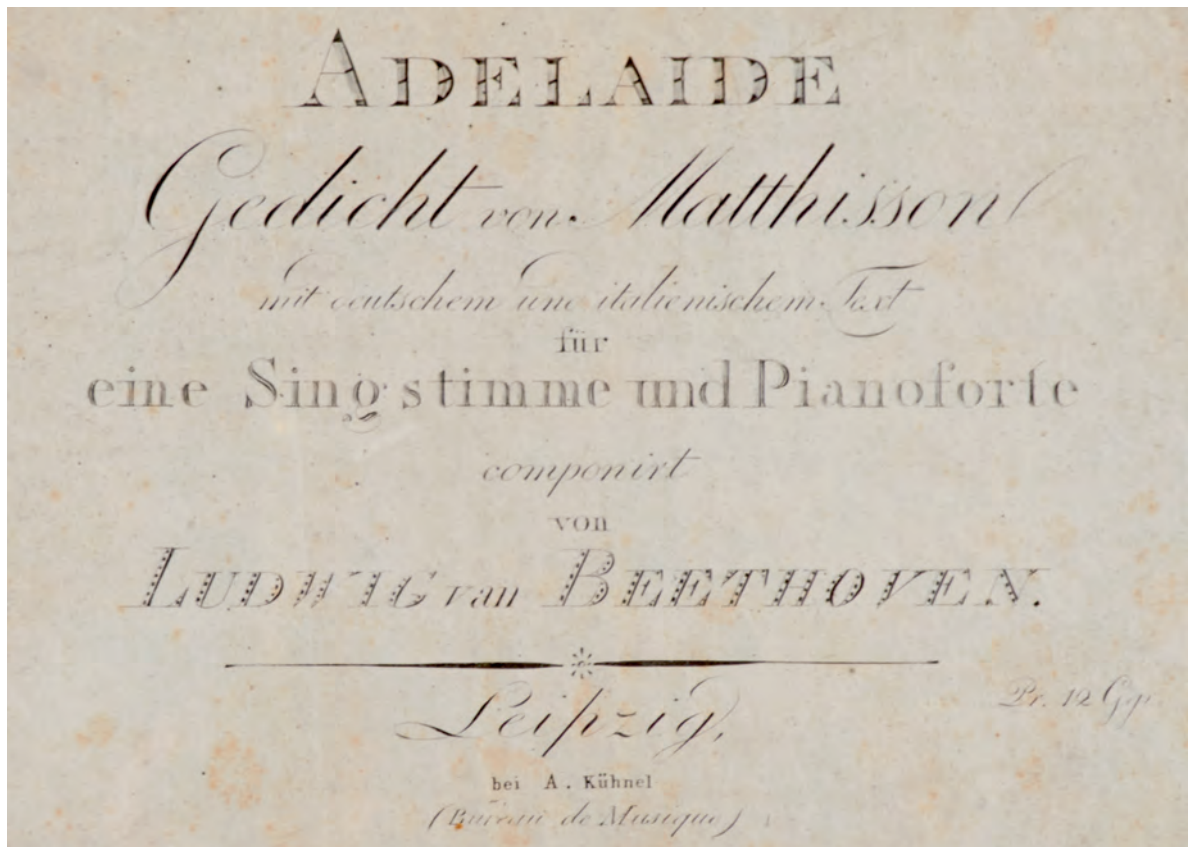 ADELAIDE
Gedicht von Matthisson
mit deutschem und italienischem Text
für
eine Singstimme und Pianoforte
componirt
von
LUDWIG van BEETHOVEN.
Pr. 12 Ggr.
Leipzig,
bei A. Kühnel
(Bureau de Musique)